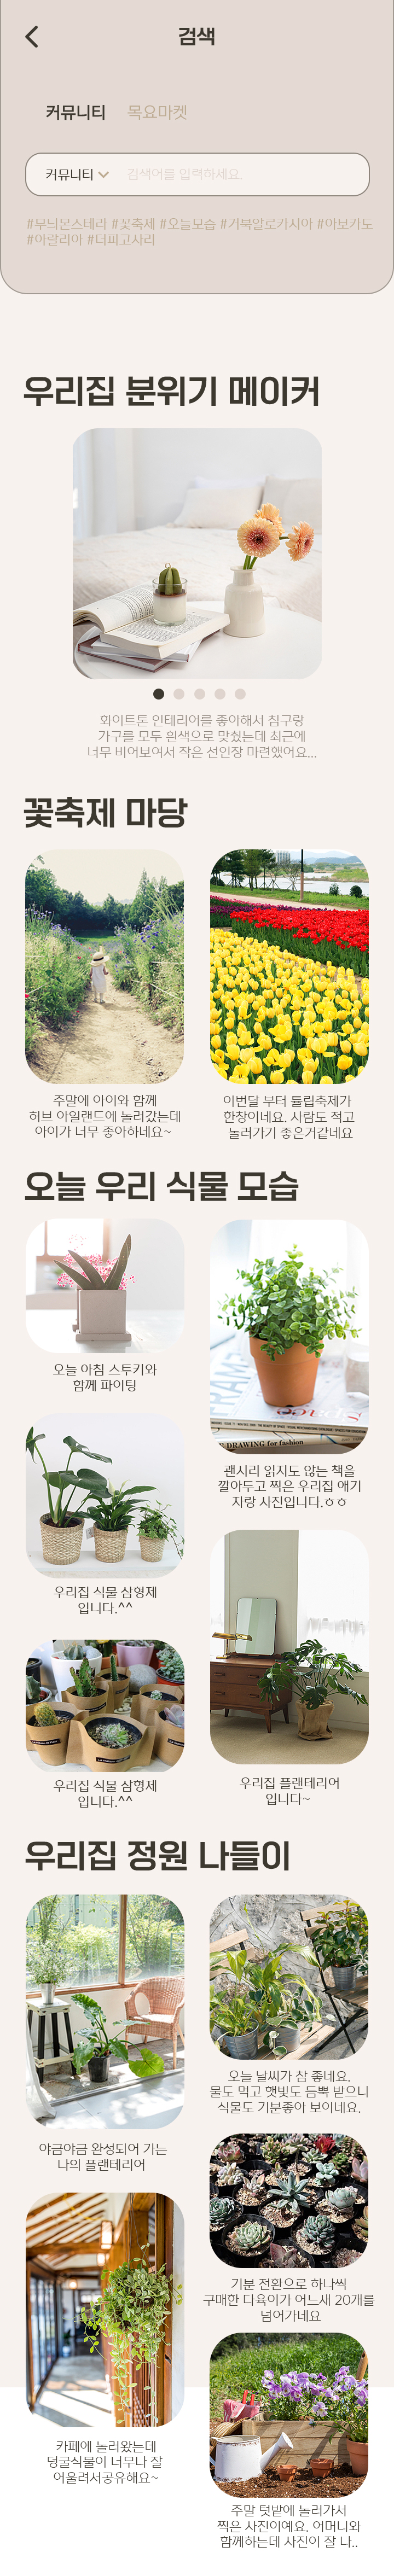 검색
커뮤니티 목요마켓
커뮤니티 검색어를 입력하세요.
#무늬몬스테라 #꽃축제 #오늘모습 #거북알로카시아 #아보카도
#아랄리아 #더피고사리
우리집 분위기 메이커
화이트톤 인테리어를 좋아해서 침구랑
가구를 모두 흰색으로 맞췄는데 최근에
너무 비어보여서 작은 선인장 마련했어요...
꽃축제 마당
주말에 아이와 함께
허브 아일랜드에 놀러갔는데
아이가 너무 좋아하네요~
이번달 부터 튤립축제가
한창이네요. 사람도 적고
놀러가기 좋은거같네요
오늘 우리 식물 모습
오늘 아침 스투키와
함께 파이팅
DRAWING for fashion
괜시리 읽지도 않는 책을
깔아두고 찍은 우리집 애기
자랑 사진입니다.ㅎㅎ
우리집 식물 삼형제
입니다.^^
우리집 식물 삼형제
입니다.^^
우리집 플랜테리어
입니다~
우리집 정원 나들이
야금야금 완성되어 가는
나의 플랜테리어
오늘 날씨가 참 좋네요.
물도 먹고 햇빛도 듬뿍 받으니
식물도 기분좋아 보이네요.
기분 전환으로 하나씩
구매한 다육이가 어느새 20개를
넘어가네요
카페에 놀러왔는데
덩굴식물이 너무나 잘
어울려서공유해요~
주말 텃밭에 놀러가서
찍은 사진이예요. 어머니와
함께하는데 사진이 잘 나..